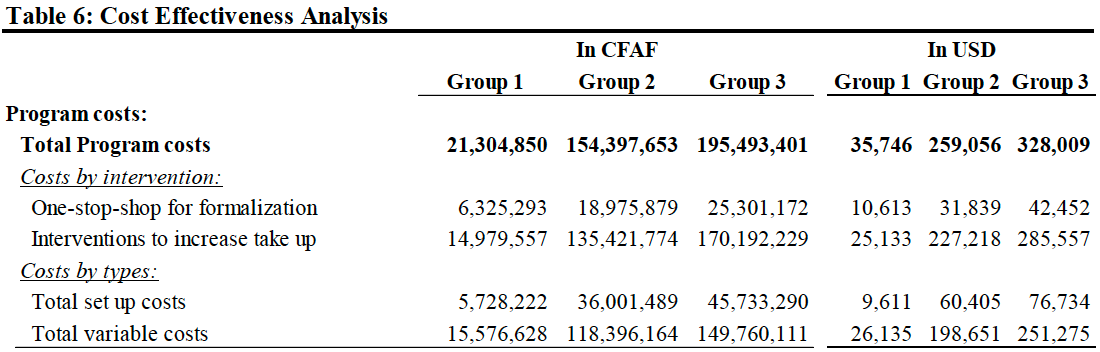 Table 6: Cost Effectiveness Analysis
In CFAF In USD
Group 1 Group 2 Group 3 Group 1 Group 2 Group 3
Program costs:
Total Program costs 21,304,850 154,397,653 195,493,401 35,746 259,056 328,009
Costs by intervention:
One-stop-shop for formalization 6,325,293 18,975,879 25,301,172 10,613 31,839 42,452
Interventions to increase take up 14,979,557 135,421,774 170,192,229 25,133 227,218 285,557
Costs by types:
Total set up costs 5,728,222 36,001,489 45,733,290 9,611 60,405 76,734
Total variable costs 15,576,628 118,396,164 149,760,111 26,135 198,651 251,275